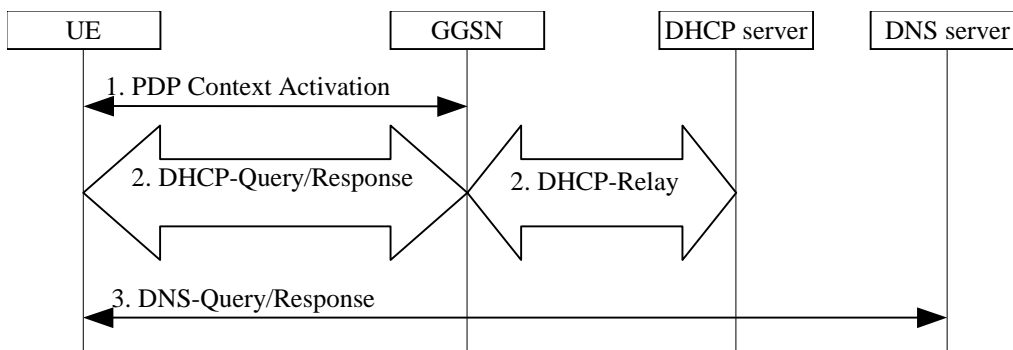 UE
GGSN
DHCP server
DNS server
1. PDP Context Activation
2. DHCP-Query/Response
2. DHCP-Relay
3. DNS-Query/Response